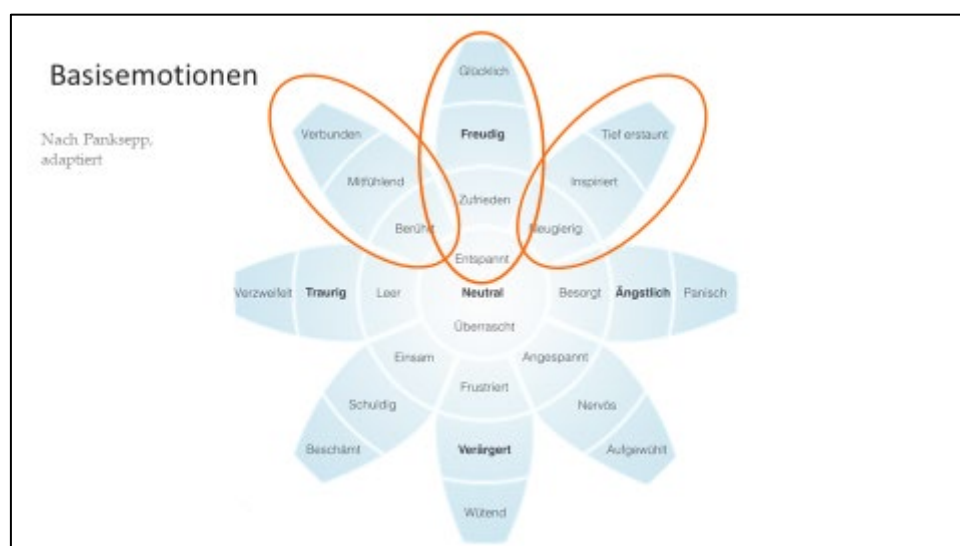 Basisemotionen
Nach Panksepp,
adaptiert
Glücklich
Verbunden
Freudig
Tief erstaunt
Mitfühlend
Inspiriert
Zufrieden
Berührt
Neugierig
Entspannt
Verzweifelt Traurig Leer Neutral Besorgt Ängstlich Panisch
Überrascht
Einsam
Angespannt
Frustriert
Schuldig
Nervös
Beschämt
Verärgert
Aufgewühlt
Wütend